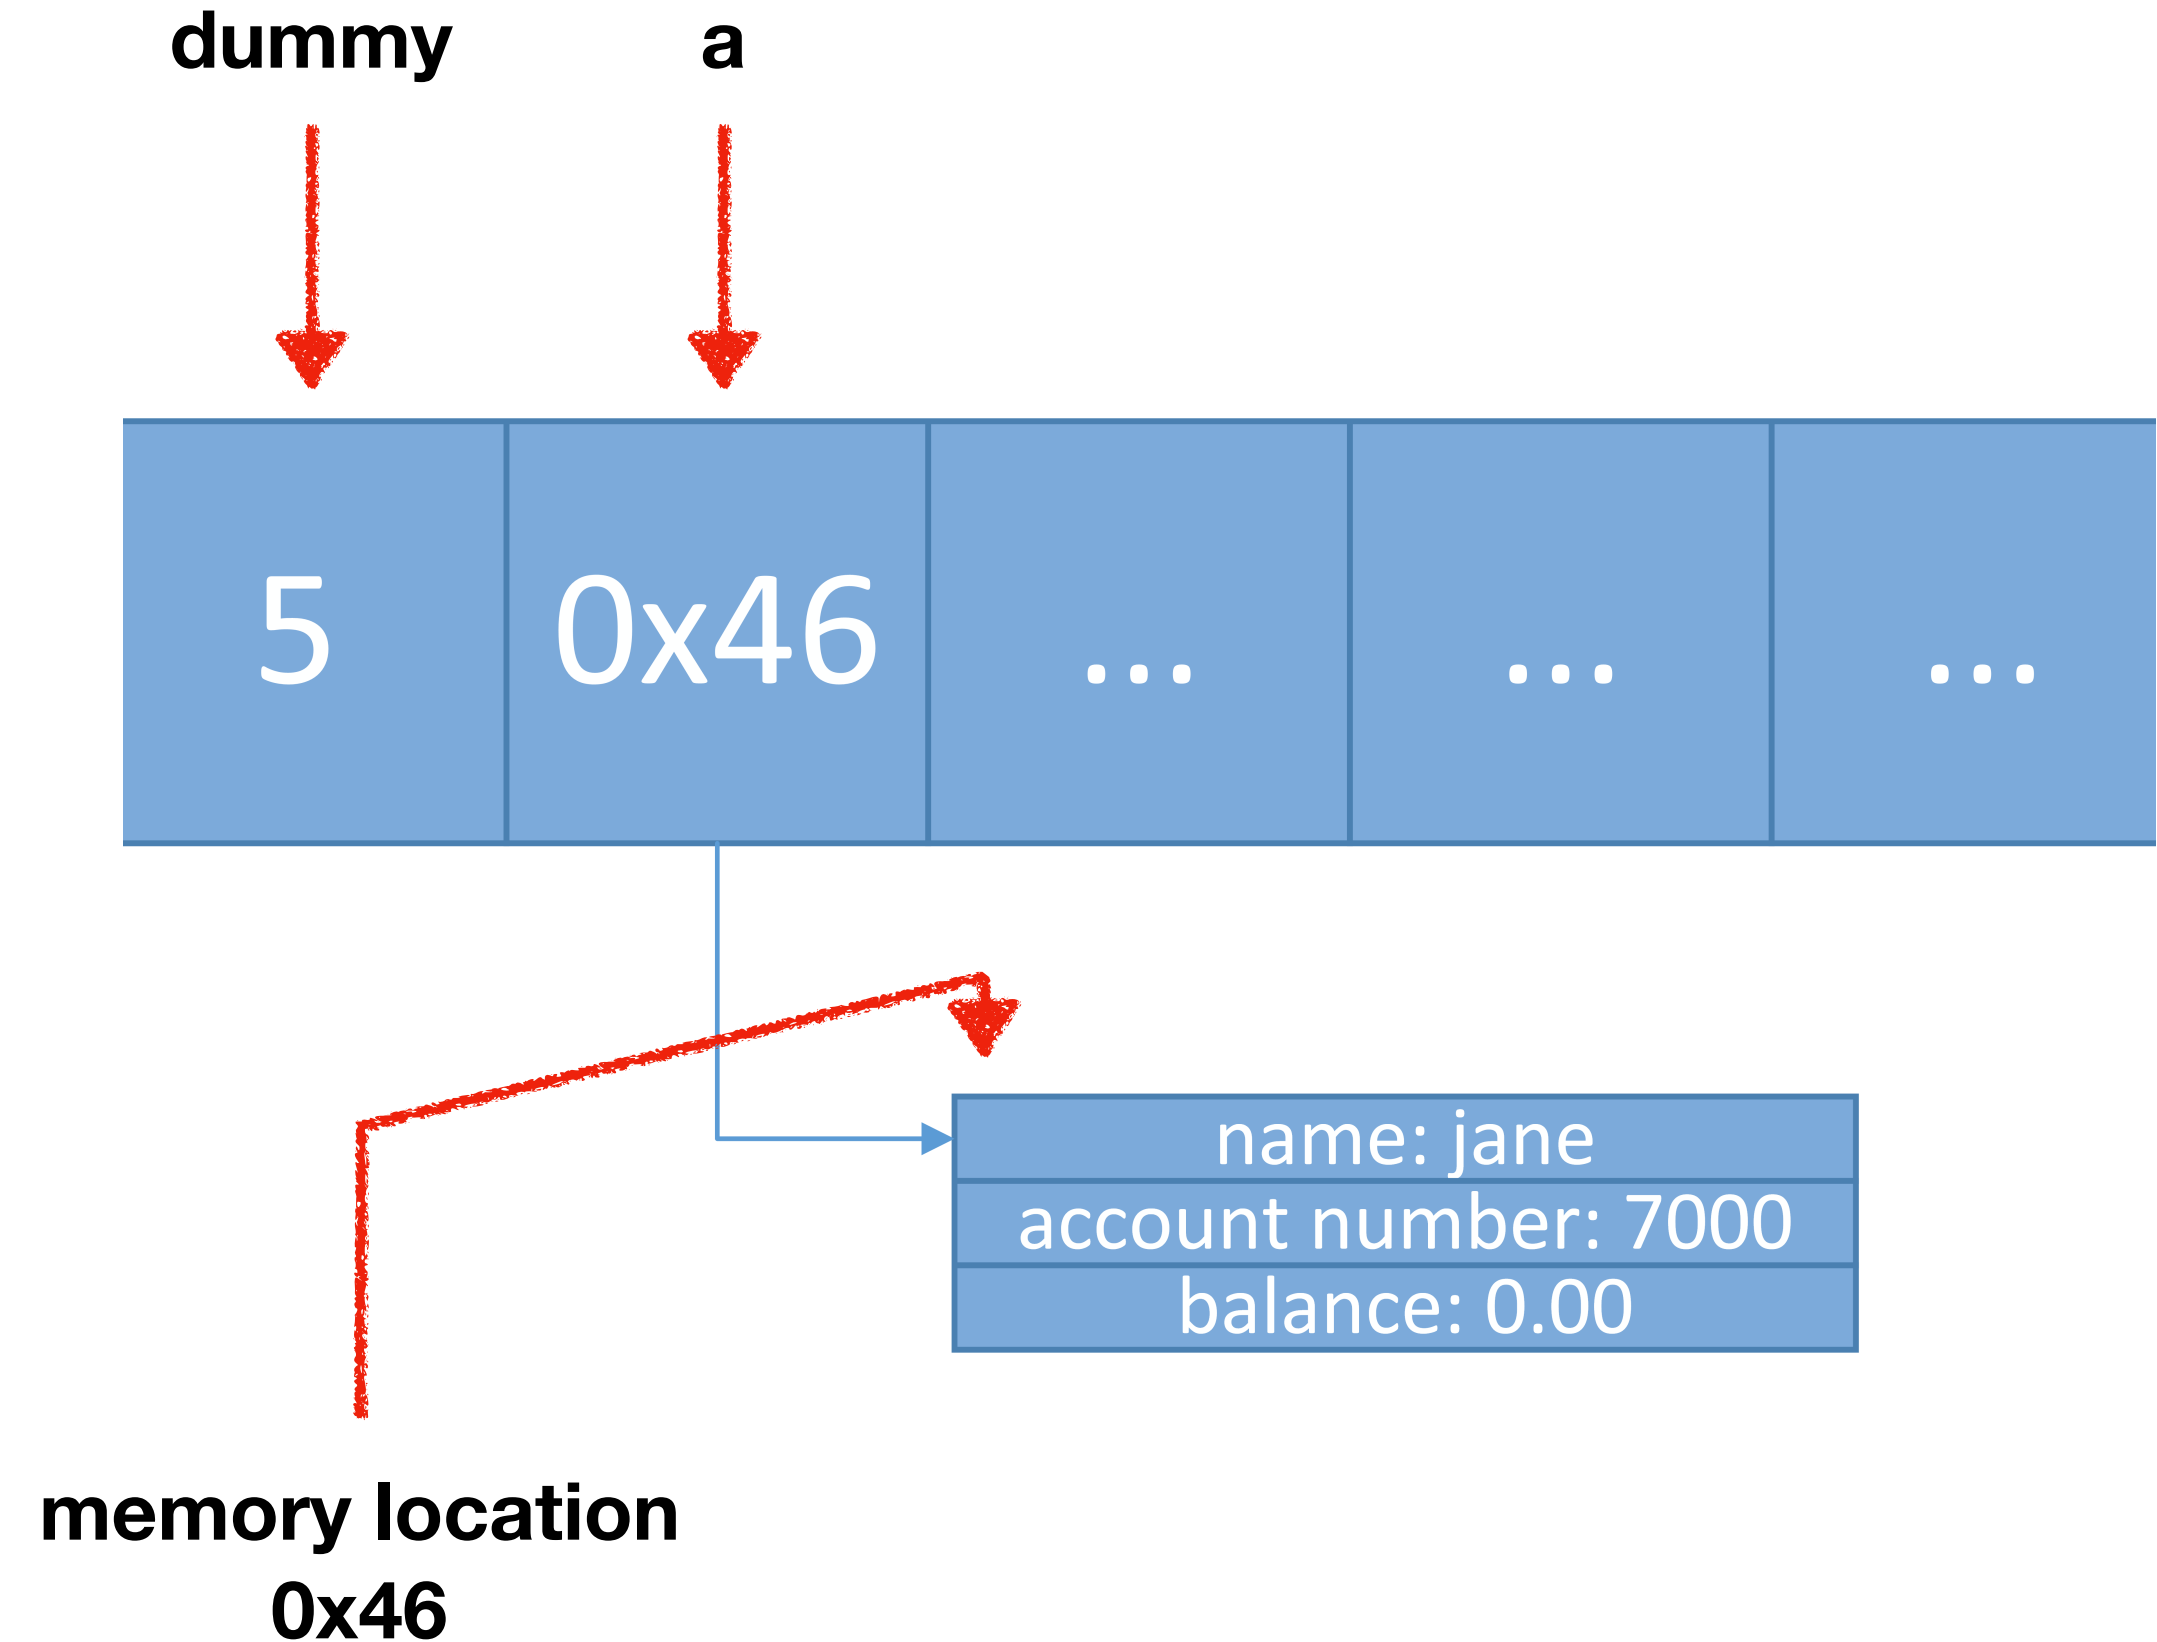 dummy a
5 0x46 ... ... ...
name: jane
account number: 7000
balance: 0.00
memory location
0x46